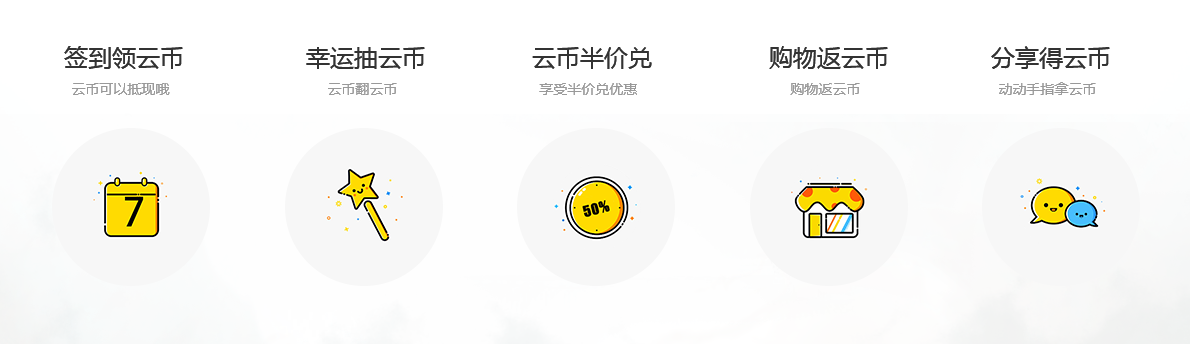 签到领云币
云币可以抵现哦
幸运抽云币
云币翻云币
云币半价兑
享受半价兑优惠
购物返云币
购物返云币
分享得云币
动动手指拿云币
7
50%